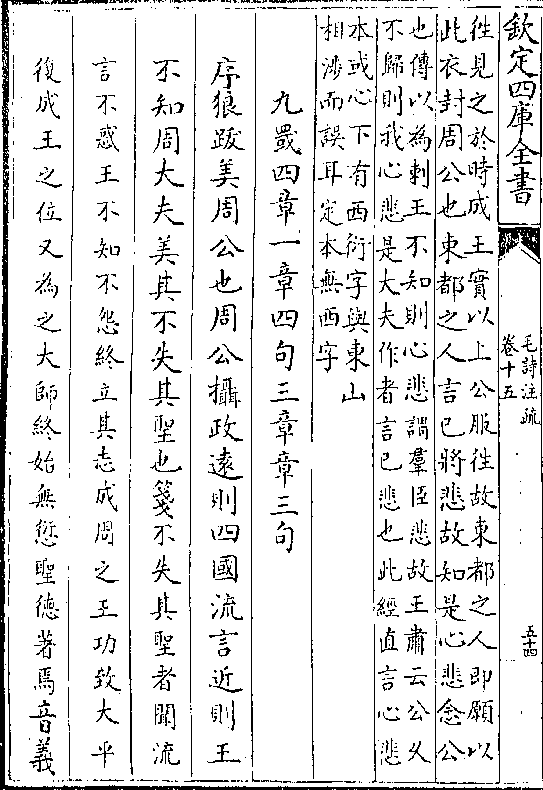 欽定四庫全書
毛詩注疏
卷十五
五十四
徃見之於時成王實以上公服徃故東都之人即願以
此衣封周公也東都之人言已將悲故知是心悲念公
也傳以為刺王不知則心悲謂羣臣悲故王肅云公乆
不歸則我心悲是大夫作者言已悲也此經直言心悲
本或心下有西衍字與東山
相涉而誤耳定本無西字
九罭四章一章四句三章章三句
序狼跋美周公也周公攝政遠則四國流言近則王
不知周大夫美其不失其聖也箋不失其聖者聞流
言不惑王不知不怨終立其志成周之王功致大平
復成王之位又為之大師終始無愆聖德著焉音義